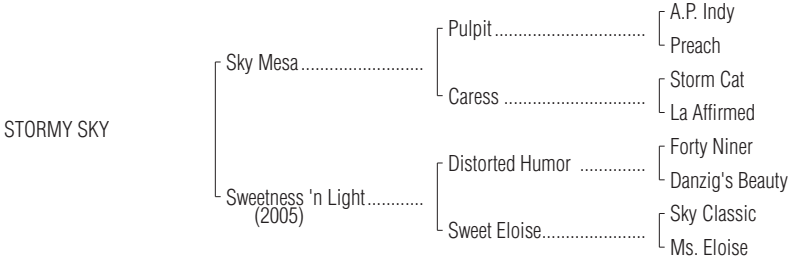 A.P. Indy
Pulpit
Preach
Sky Mesa
Storm Cat
Caress
La Affirmed
STORMY SKY
Forty Niner
Distorted Humor
Danzig's Beauty
Sweetness 'n Light
(2005)
Sky Classic
Sweet Eloise
Ms. Eloise